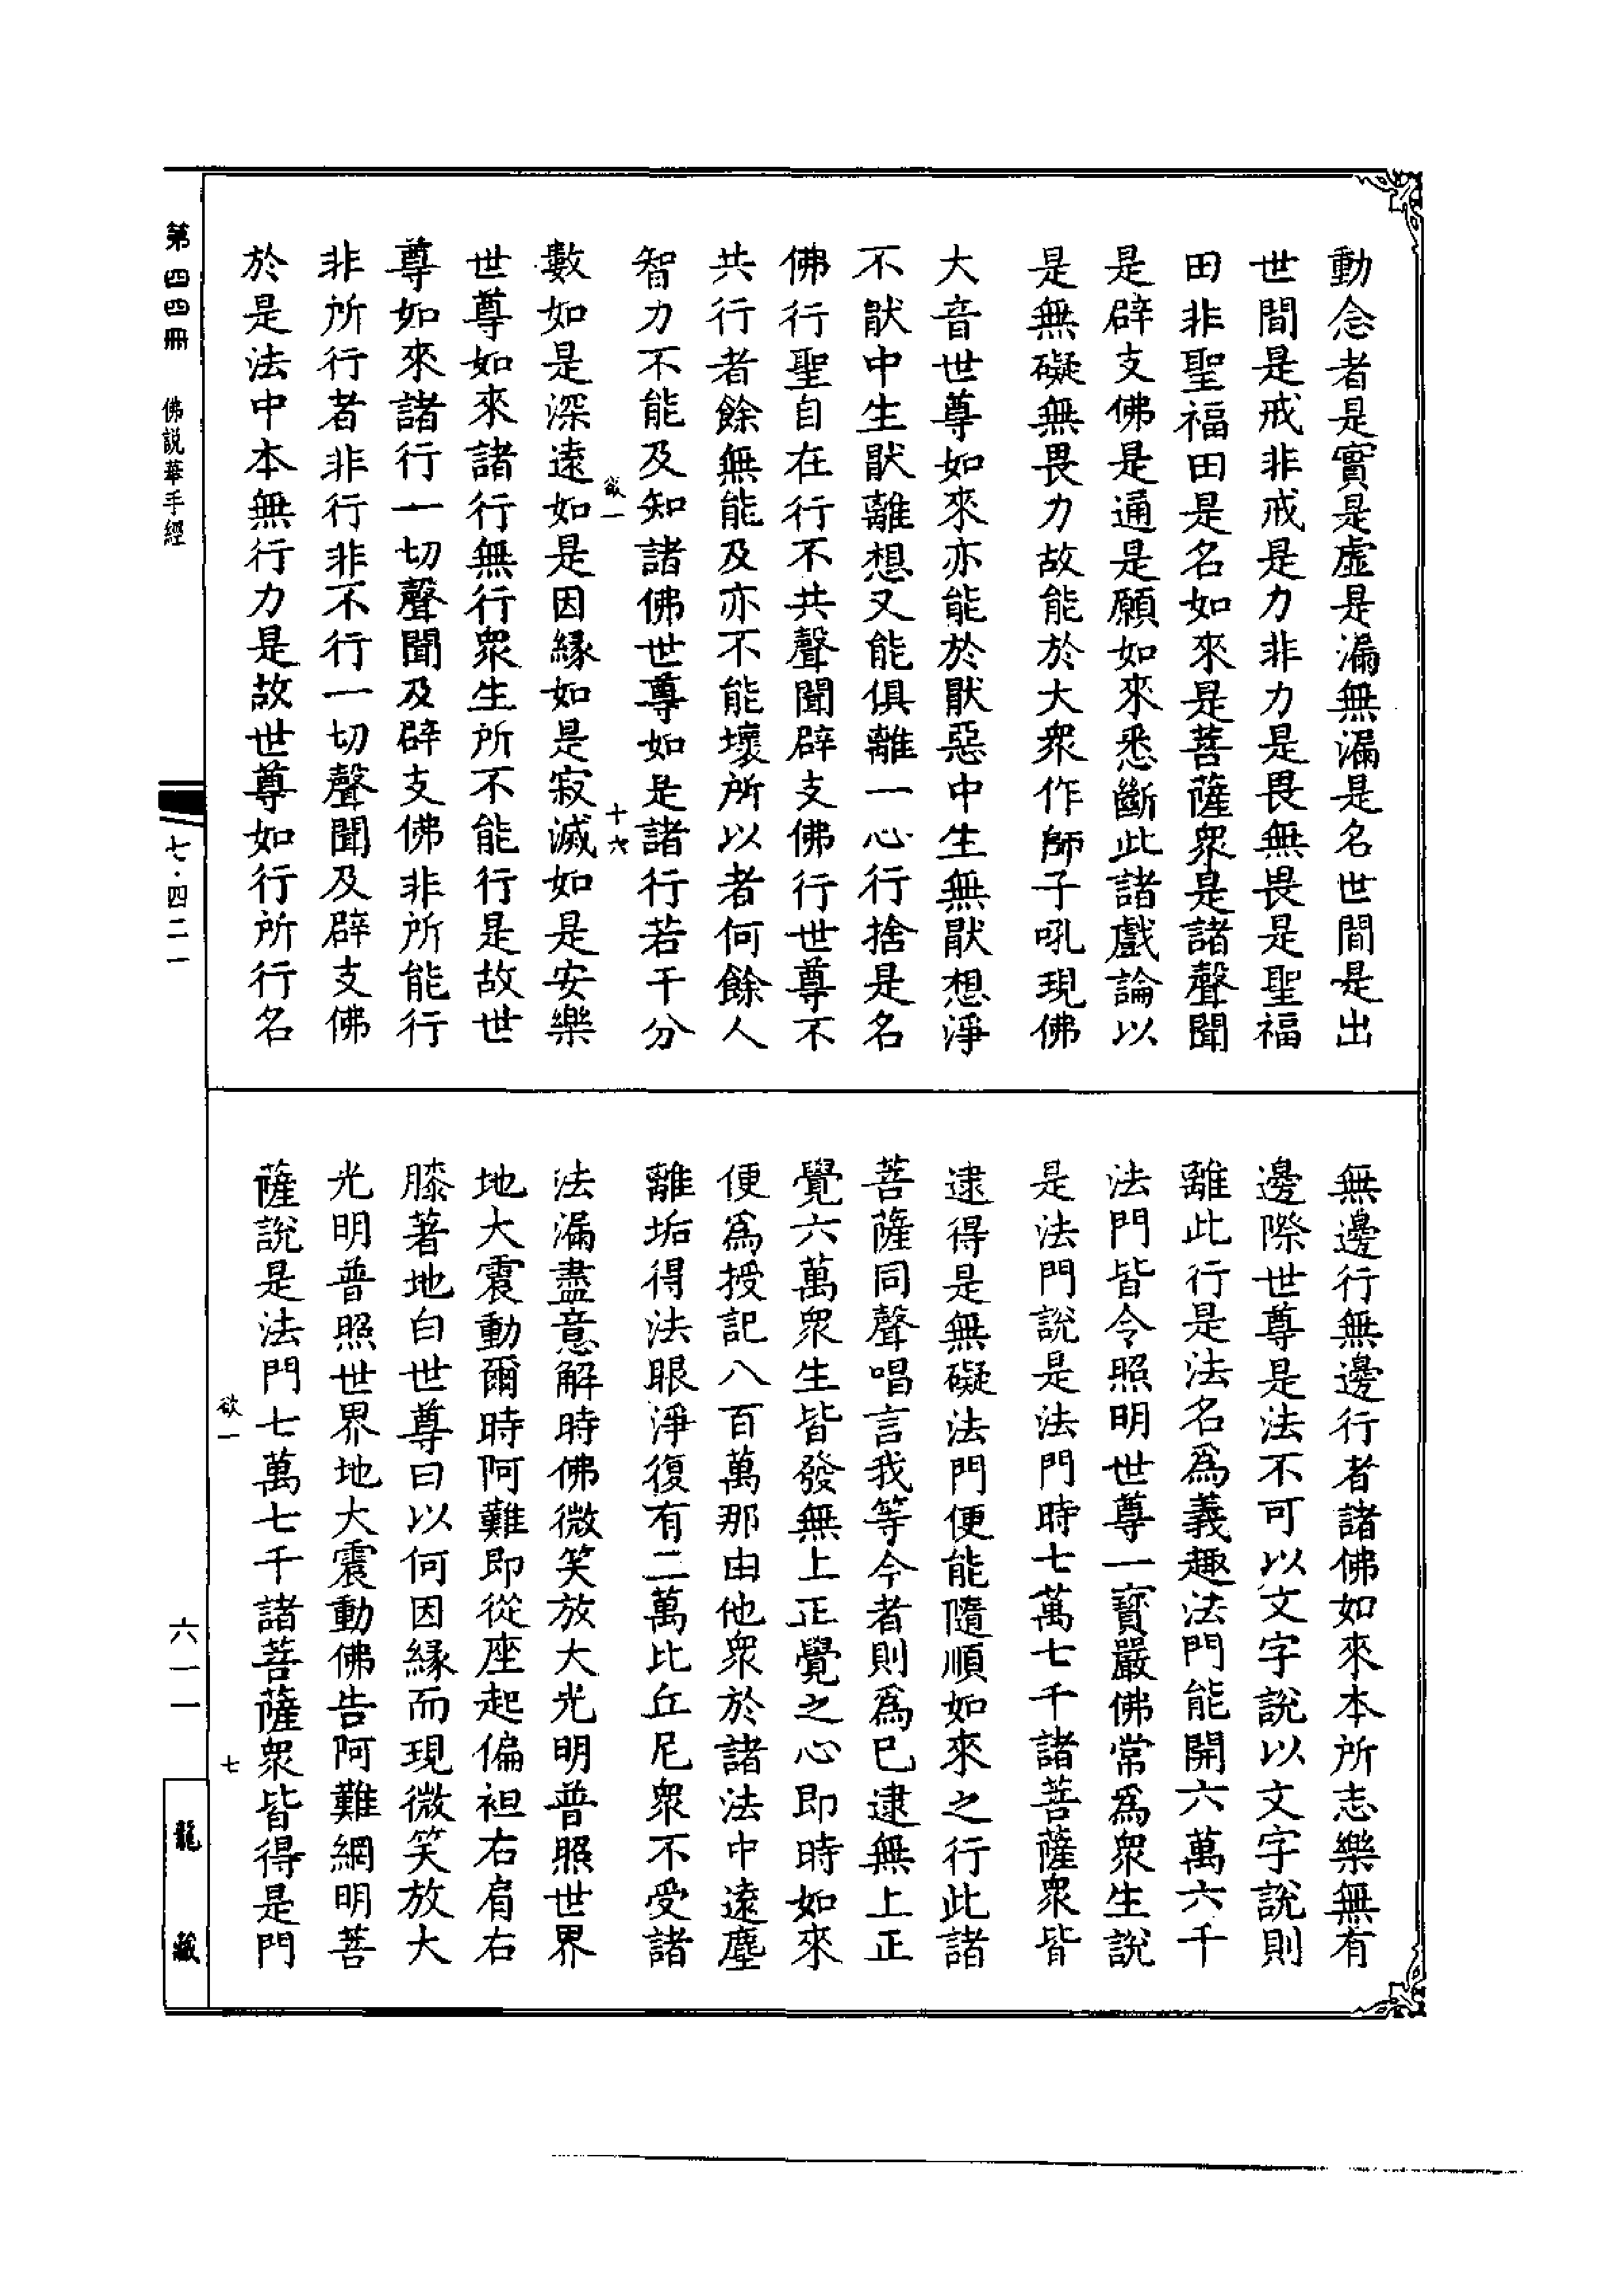 動念者是實是虛是漏無漏是名世間是出
世間是戒非戒是力非力是畏無畏是聖福
田非聖福田是名如來是菩薩衆是諸聲聞
是辟支佛是通是願如來悉斷此諸戲論以
是無礙無畏力故能於大衆作師子吼現佛
大音世尊如來亦能於猒惡中生無猒想淨
不猒中生猒離想又能俱離一心行捨是名
佛行聖自在行不共聲聞辟支佛行世尊不
共行者餘無能及亦不能壞所以者何餘人
智力不能及知諸佛世尊如是諸行若干分
欲一
十六
數如是深遠如是因緣如是寂滅如是安樂
世尊如來諸行無行衆生所不能行是故世
尊如來諸行一切聲聞及辟支佛非所能行
非所行者非行非不行一切聲聞及辟支佛
於是法中本無行力是故世尊如行所行名
無邊行無邊行者諸佛如來本所志樂無有
邊際世尊是法不可以文字說以文字說則
離此行是法名爲義趣法門能開六萬六千
法門皆令照明世尊一寳嚴佛常爲衆生說
是法門說是法門時七萬七千諸菩薩衆皆
逮得是無礙法門便能隨順如來之行此諸
菩薩同聲唱言我等今者則爲已逮無上正
覺六萬衆生皆發無上正覺之心即時如來
便爲授記八百萬那由他衆於諸法中遠塵
離垢得法眼淨復有二萬比丘尼衆不受諸
法漏盡意解時佛微笑放大光明普照世界
地大震動爾時阿難即從座起偏袒右肩右
膝著地白世尊曰以何因緣而現微笑放大
光明普照世界地大震動佛告阿難網明菩
薩說是法門七萬七千諸菩薩衆皆得是門
欲一
七
第四四冊 佛説華手經
七·四二一
六一一
龍藏